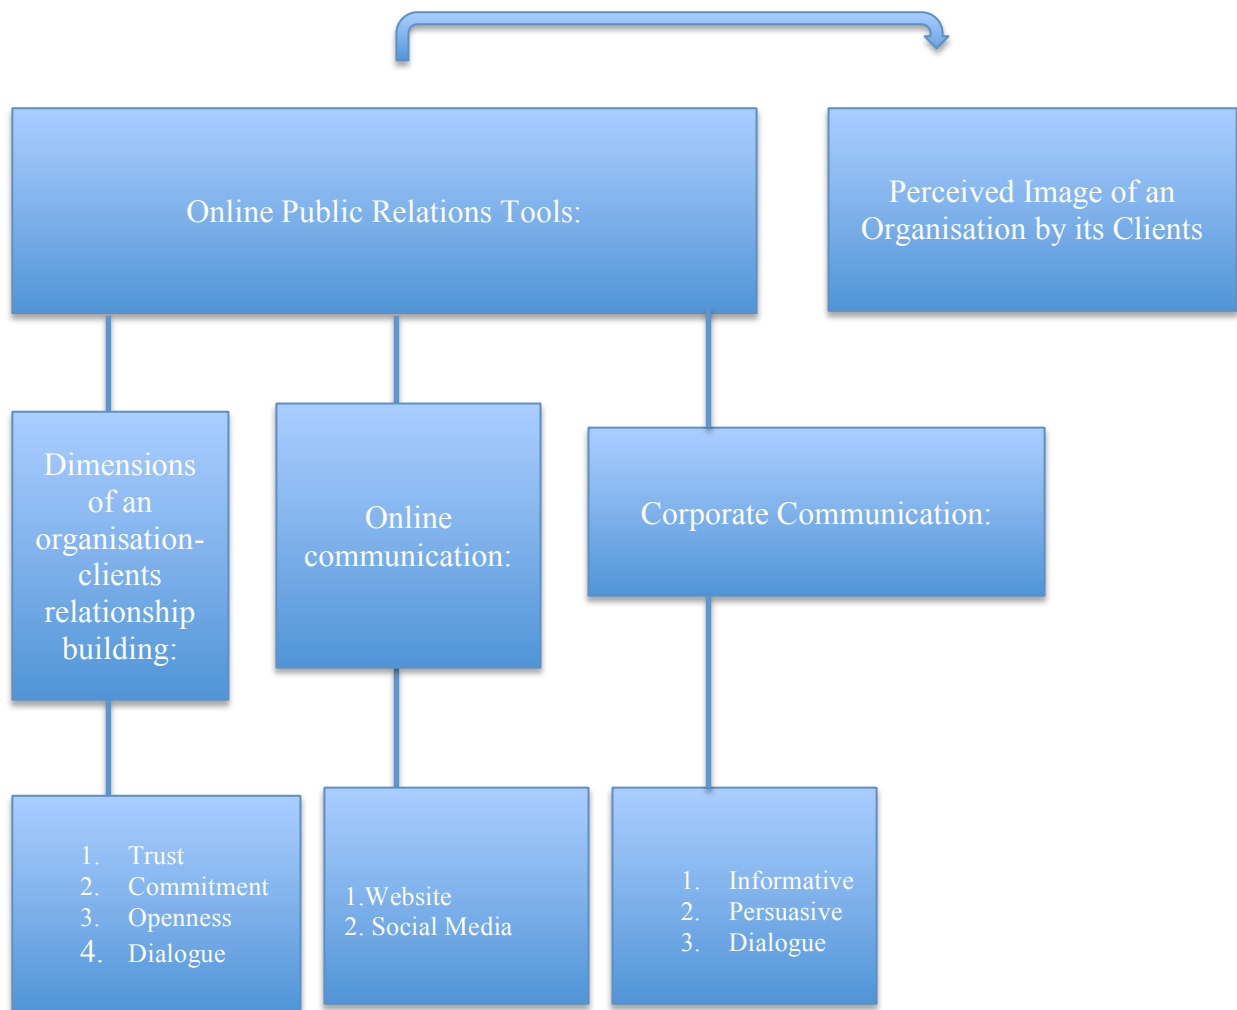 Online Public Relations Tools:
Perceived Image of an
Organisation by its Clients
Dimensions
of an
organisation-
clients
relationship
building:
Online
communication:
Corporate Communication:
1. Trust
2. Commitment
3. Openness
4. Dialogue
1.Website
2. Social Media
1. Informative
2. Persuasive
3. Dialogue